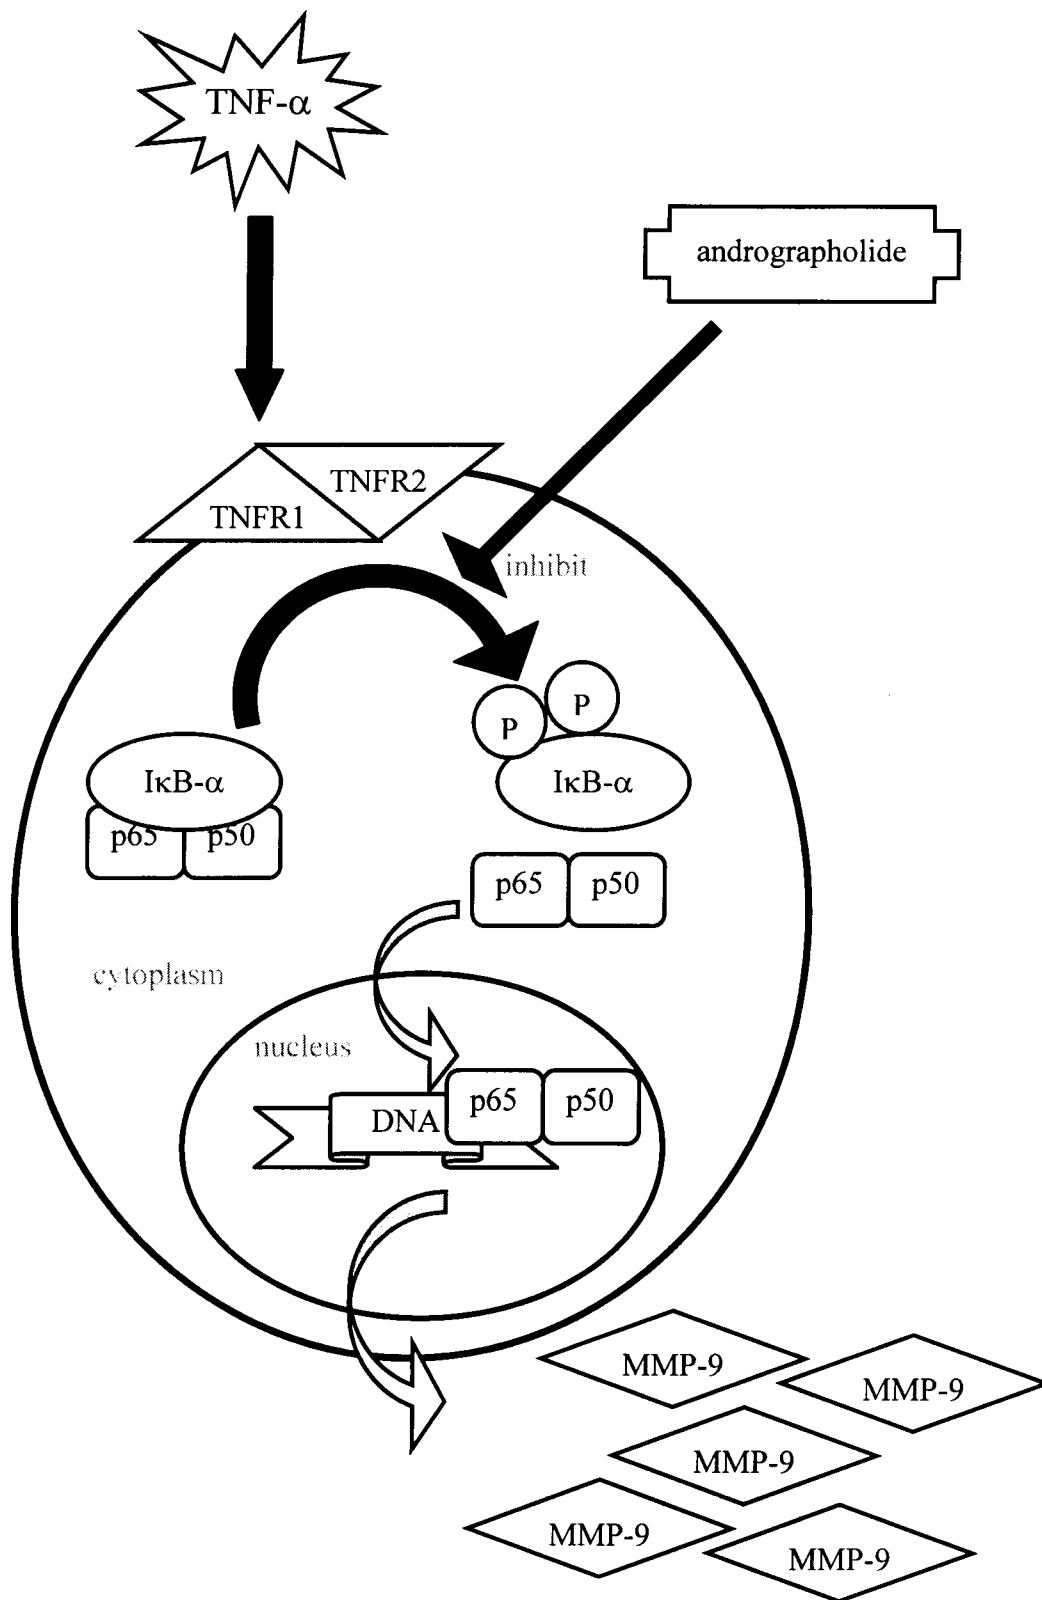 TNF-α
andrographolide
TNFR2
TNFR1
inhibit
P
P
IκB-α
IκB-α
p65
p50
p65
p50
cytoplasm
nucleus
p65
p50
DNA
MMP-9
MMP-9
MMP-9
MMP-9
MMP-9